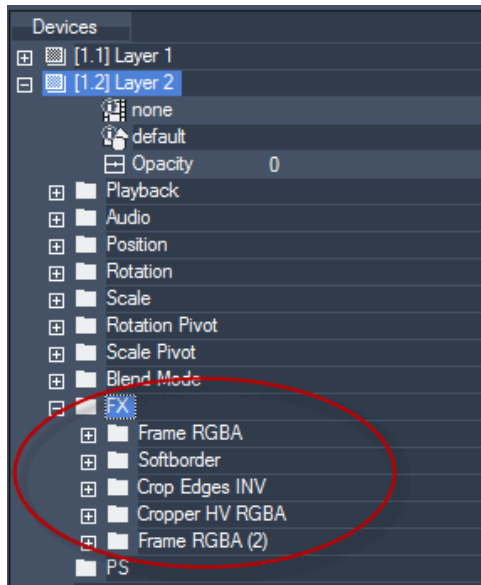 Devices
[1.1] Layer 1
[1.2] Layer 2
none
default
Opacity 0
Playback
Audio
Position
Rotation
Scale
Rotation Pivot
Scale Pivot
Blend Mode
FX
Frame RGBA
Softborder
Crop Edges INV
Cropper HV RGBA
Frame RGBA (2)
PS